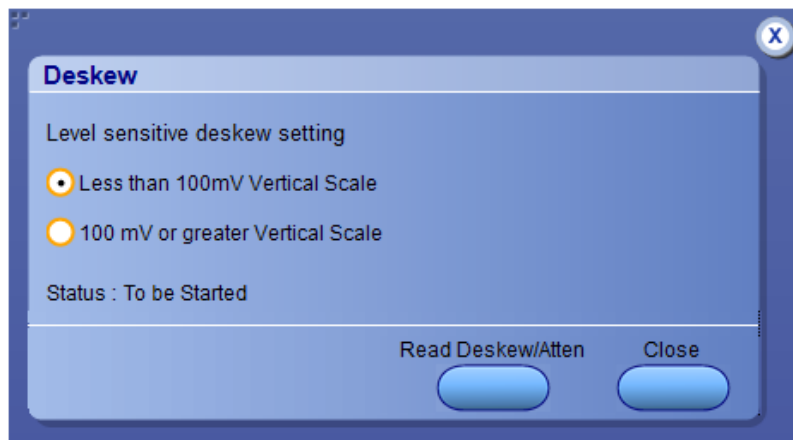 X
Deskew
Level sensitive deskew setting
Less than 100mV Vertical Scale
100 mV or greater Vertical Scale
Status : To be Started
Read Deskew/Atten Close